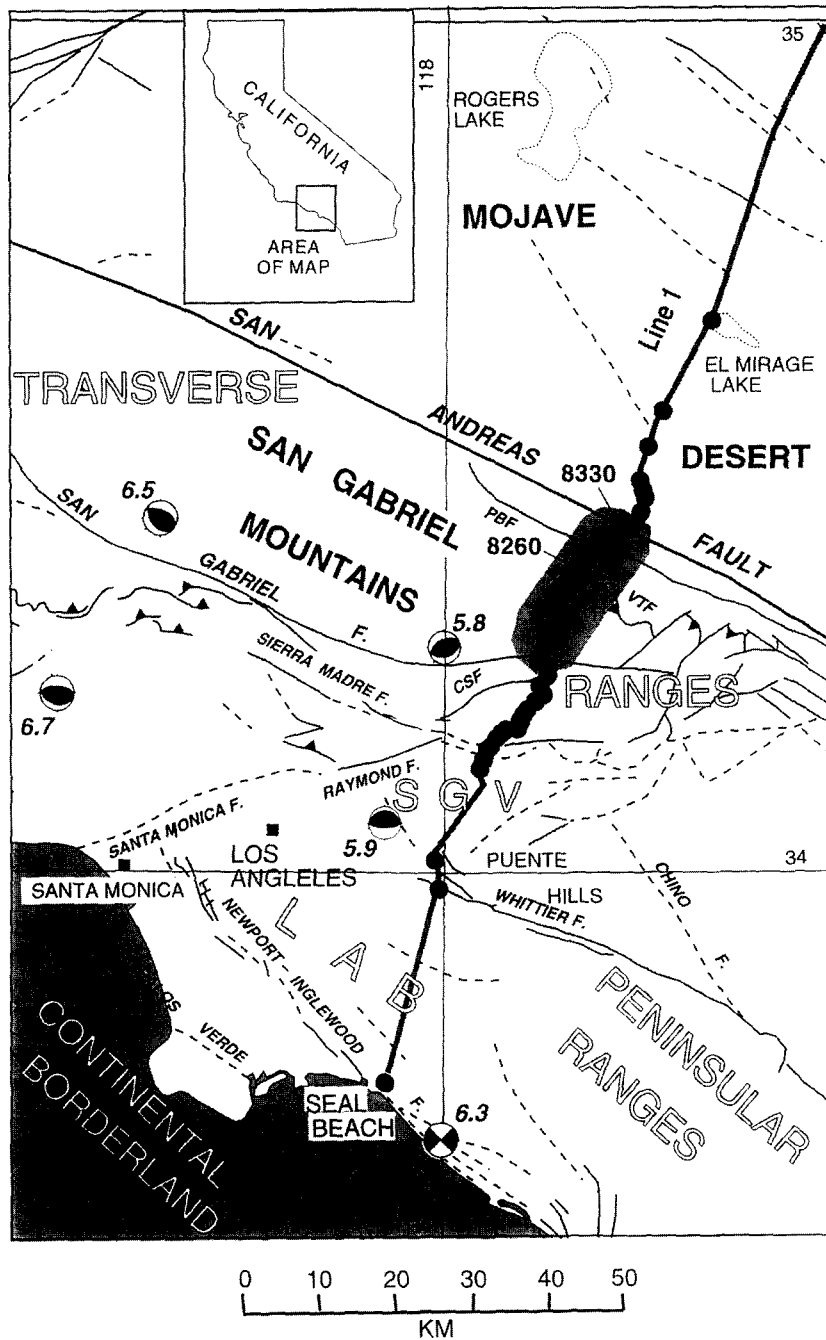 35
118
CALIFORNIA
AREA
OF MAP
ROGERS
LAKE
MOJAVE
Line 1
EL MIRAGE
LAKE
SAN
ANDREAS
FAULT
TRANSVERSE
RANGES
SAN GABRIEL
MOUNTAINS
DESERT
8330
PBF
8260
6.5
SAN
GABRIEL
F.
VTF
5.8
SIERRA MADRE F.
CSF
6.7
RAYMOND F.
SGV
SANTA MONICA F.
5.9
LOS
ANGLELES
SANTA MONICA
PUENTE
HILLS
34
WHITTIER F.
CHINO
F.
NEWPORT
INGLEWOOD
F.
LAB
OS
VERDE
PENINSULAR
RANGES
CONTINENTAL
BORDERLAND
SEAL
BEACH
6.3
0 10 20 30 40 50
KM